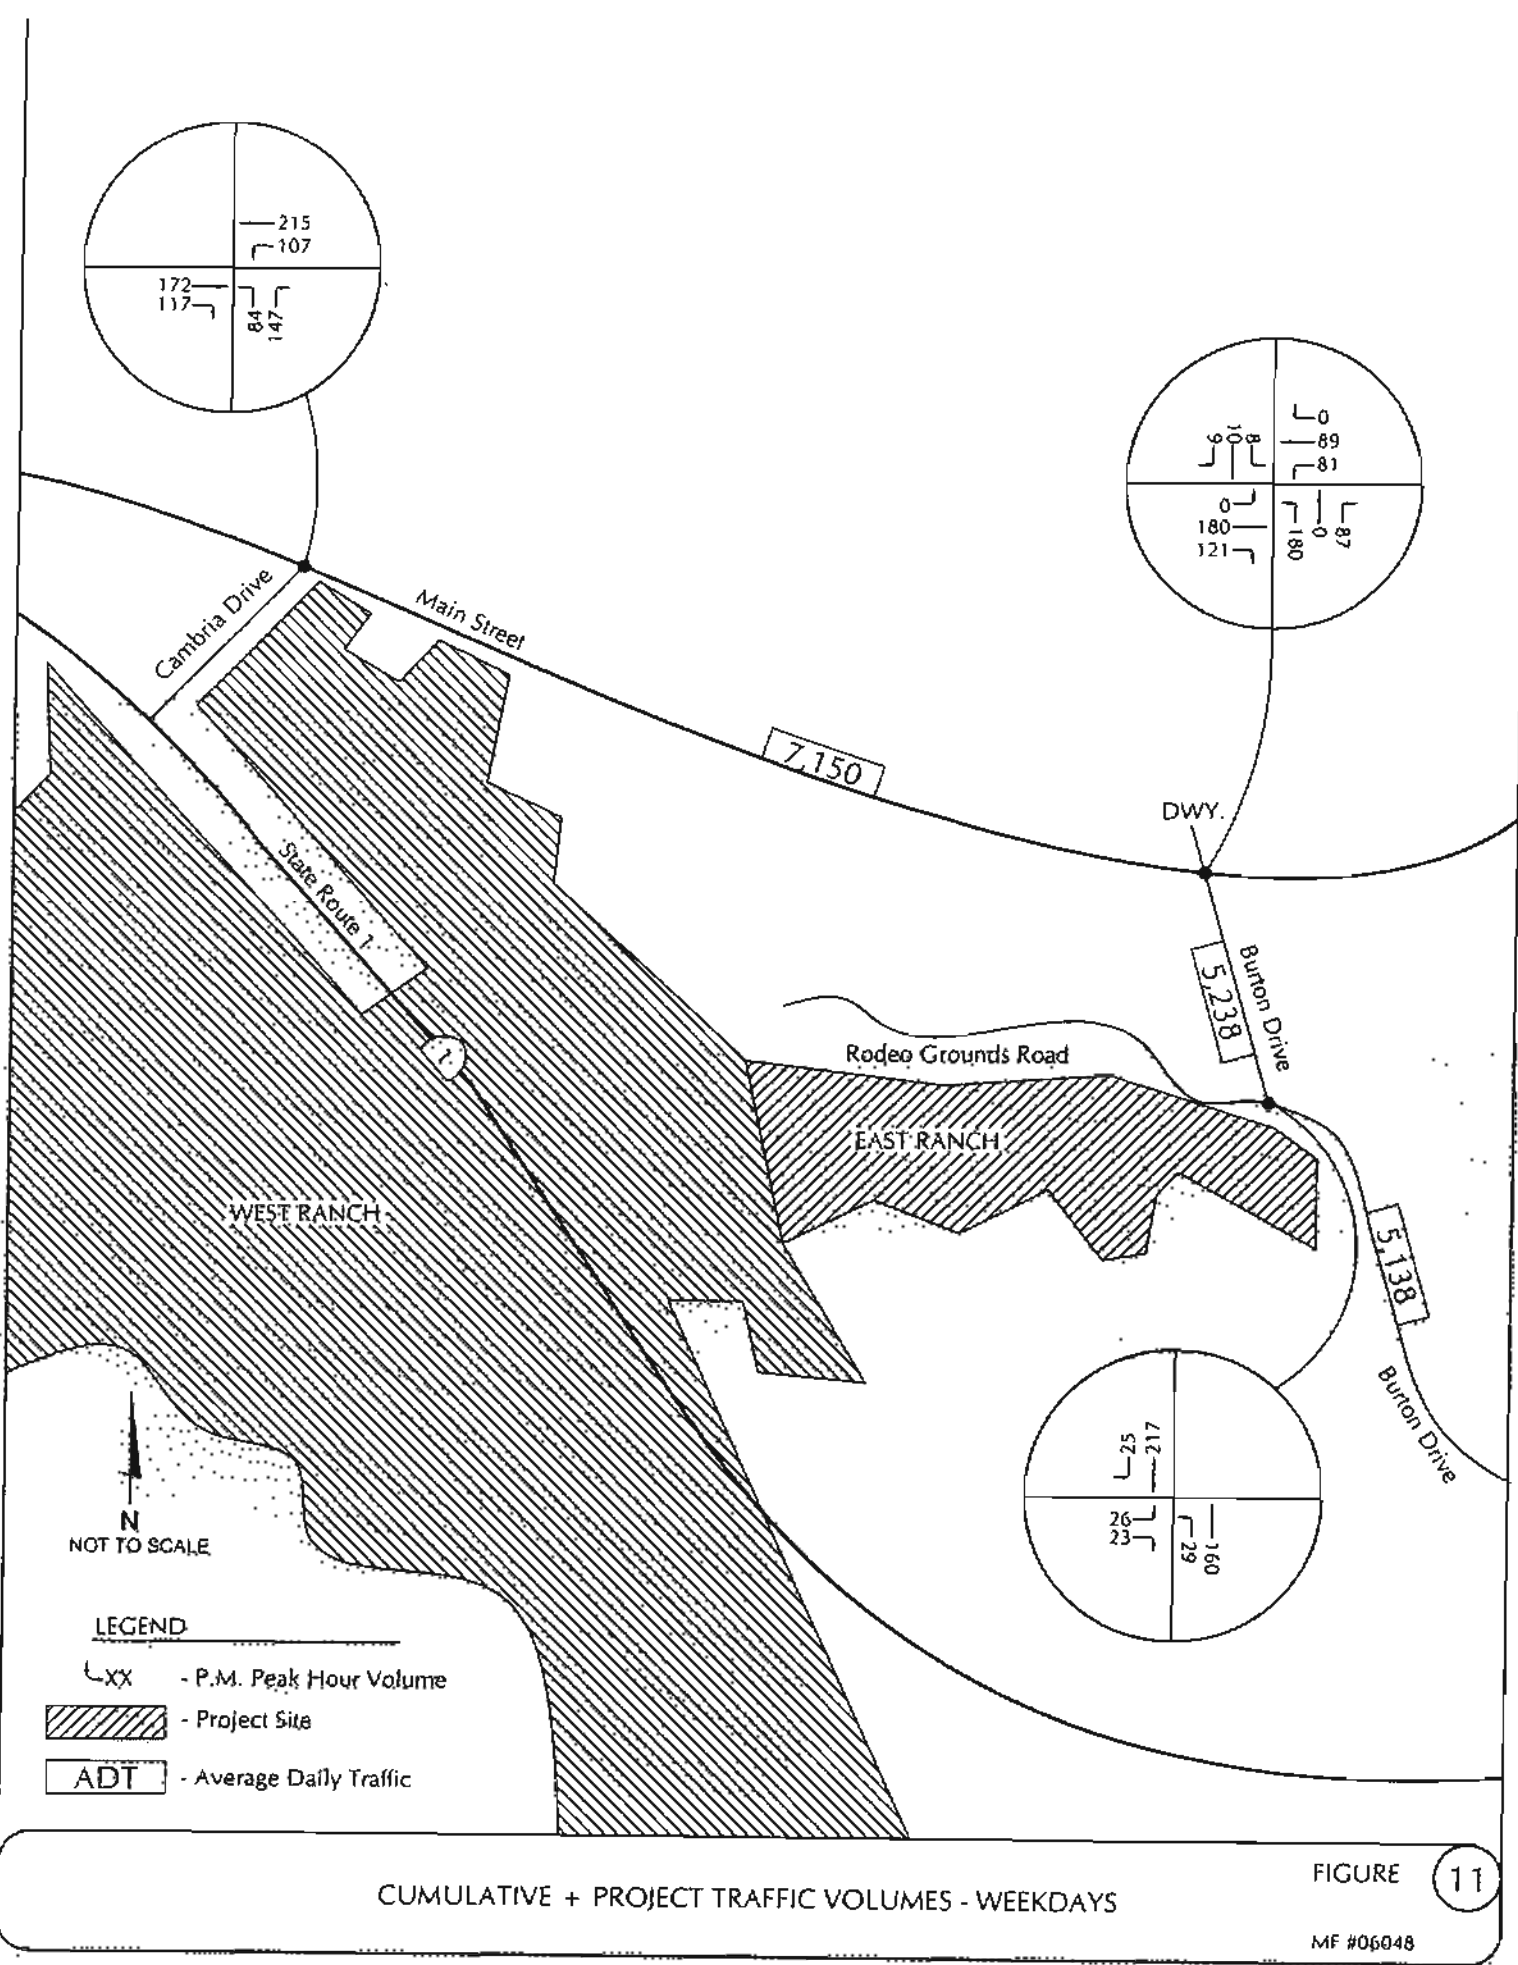 215
107
172
117
84
147
0
89
81
9
10
8
0
180
121
180
0
87
Cambria Drive
Main Street
7,150
DWY.
State Route 1
1
5,238
Burton Drive
Rodeo Grounds Road
EAST RANCH
WEST RANCH
5,138
Burton Drive
25
217
26
23
29
160
N
NOT TO SCALE
LEGEND
XX - P.M. Peak Hour Volume
- Project Site
ADT - Average Daily Traffic
CUMULATIVE + PROJECT TRAFFIC VOLUMES - WEEKDAYS
FIGURE 11
MF #06048